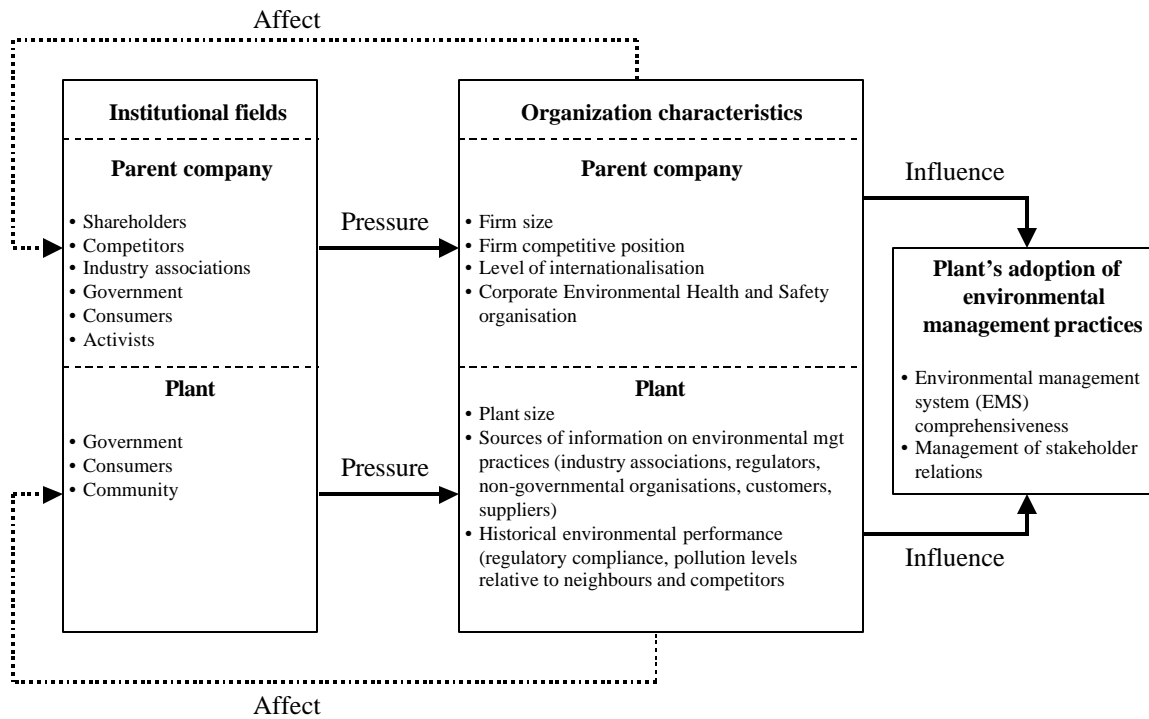 Affect
Institutional fields
Parent company
• Shareholders
• Competitors
• Industry associations
• Government
• Consumers
• Activists
Plant
• Government
• Consumers
• Community
Pressure
Pressure
Organization characteristics
Parent company
• Firm size
• Firm competitive position
• Level of internationalisation
• Corporate Environmental Health and Safety
organisation
Plant
• Plant size
• Sources of information on environmental mgt
practices (industry associations, regulators,
non-governmental organisations, customers,
suppliers)
• Historical environmental performance
(regulatory compliance, pollution levels
relative to neighbours and competitors
Influence
Plant's adoption of
environmental
management practices
• Environmental management
system (EMS)
comprehensiveness
• Management of stakeholder
relations
Influence
Affect